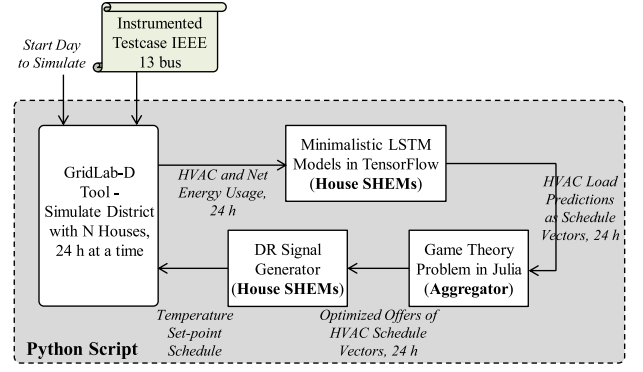 Instrumented
Testcase IEEE
13 bus
Start Day
to Simulate
GridLab-D
Tool -
Simulate District
with N Houses,
24 h at a time
HVAC and Net
Energy Usage,
24 h
Minimalistic LSTM
Models in TensorFlow
(House SHEMs)
HVAC Load
Predictions
as Schedule
Vectors, 24 h
Game Theory
Problem in Julia
(Aggregator)
Optimized Offers of
HVAC Schedule
Vectors, 24 h
DR Signal
Generator
(House SHEMs)
Temperature
Set-point
Schedule
Python Script